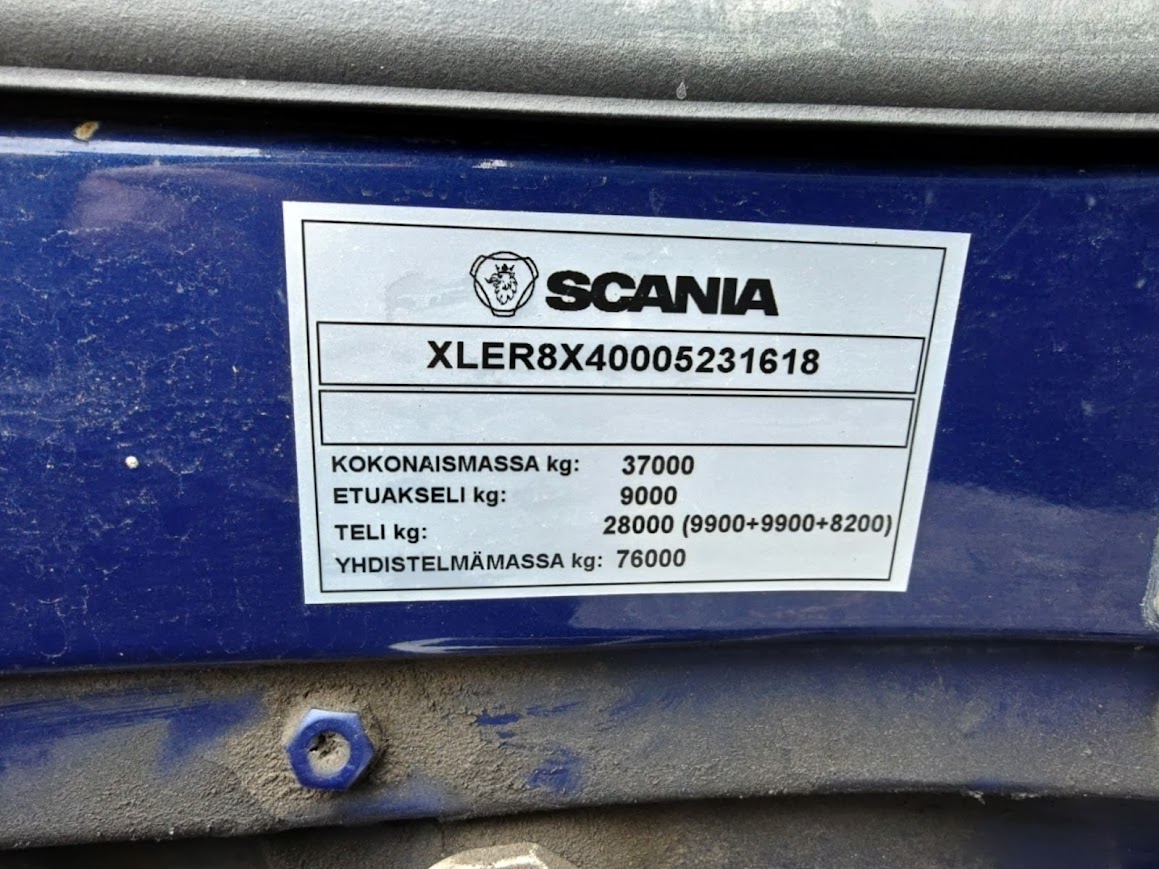 SCANIA
XLER8X40005231618
KOKONAISMASSA kg: 37000
ETUAKSELI kg: 9000
TELI kg: 28000 (9900+9900+8200)
YHDISTELMÄMASSA kg: 76000